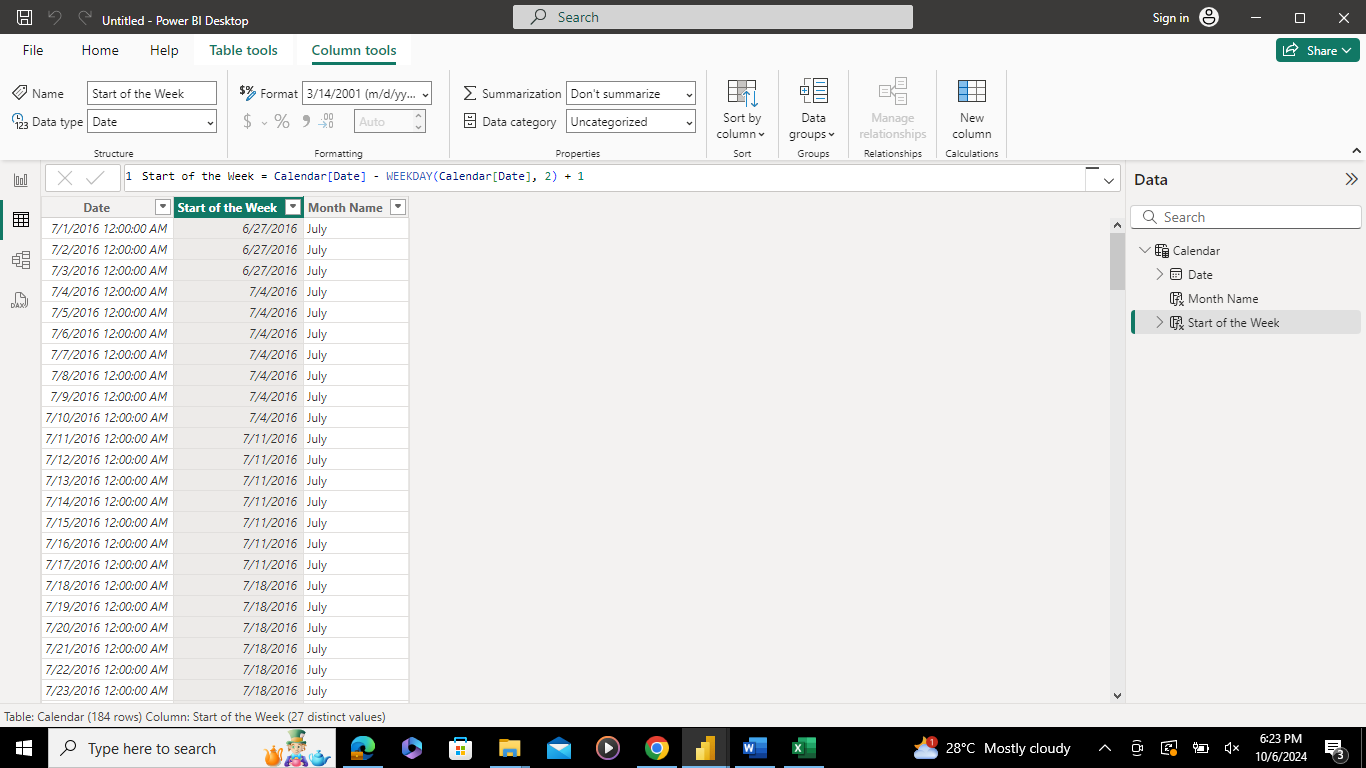 Untitled - Power BI Desktop
Search
Sign in
File Home Help Table tools Column tools
Share
Name Start of the Week
Format 3/14/2001 (m/d/yy...
Summarization Don't summarize
Data type Date
$ % 9 .00
Auto
Data category Uncategorized
Sort by column
Data groups
Manage relationships
New column
Structure Formatting Properties Sort Groups Relationships Calculations
1 Start of the Week = Calendar[Date] - WEEKDAY(Calendar[Date], 2) + 1
Date Start of the Week Month Name
7/1/2016 12:00:00 AM 6/27/2016 July
7/2/2016 12:00:00 AM 6/27/2016 July
7/3/2016 12:00:00 AM 6/27/2016 July
7/4/2016 12:00:00 AM 7/4/2016 July
7/5/2016 12:00:00 AM 7/4/2016 July
7/6/2016 12:00:00 AM 7/4/2016 July
7/7/2016 12:00:00 AM 7/4/2016 July
7/8/2016 12:00:00 AM 7/4/2016 July
7/9/2016 12:00:00 AM 7/4/2016 July
7/10/2016 12:00:00 AM 7/4/2016 July
7/11/2016 12:00:00 AM 7/11/2016 July
7/12/2016 12:00:00 AM 7/11/2016 July
7/13/2016 12:00:00 AM 7/11/2016 July
7/14/2016 12:00:00 AM 7/11/2016 July
7/15/2016 12:00:00 AM 7/11/2016 July
7/16/2016 12:00:00 AM 7/11/2016 July
7/17/2016 12:00:00 AM 7/11/2016 July
7/18/2016 12:00:00 AM 7/18/2016 July
7/19/2016 12:00:00 AM 7/18/2016 July
7/20/2016 12:00:00 AM 7/18/2016 July
7/21/2016 12:00:00 AM 7/18/2016 July
7/22/2016 12:00:00 AM 7/18/2016 July
7/23/2016 12:00:00 AM 7/18/2016 July
Data
Search
Calendar
Date
Month Name
Start of the Week
Table: Calendar (184 rows) Column: Start of the Week (27 distinct values)
Type here to search
1
28°C Mostly cloudy
6:23 PM
10/6/2024
3